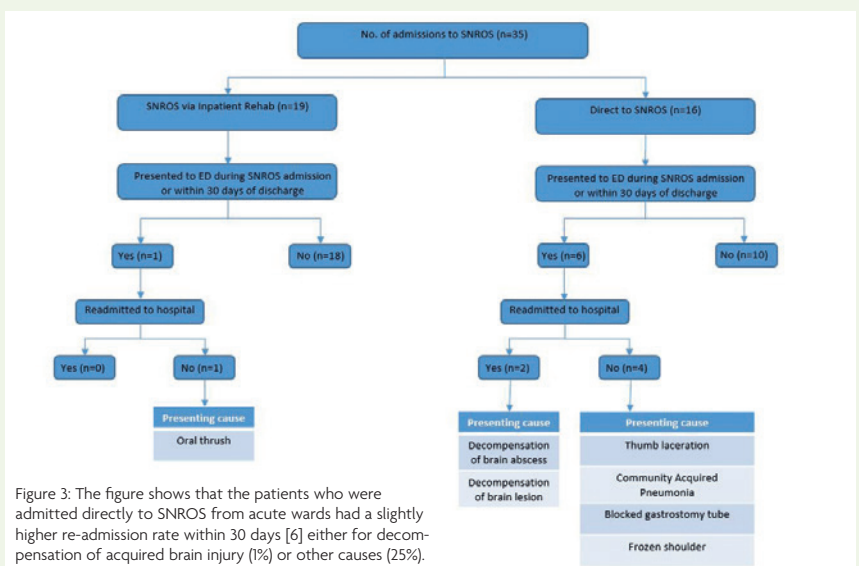 No. of admissions to SNROS (n=35)
SNROS via Inpatient Rehab (n=19)
Direct to SNROS (n=16)
Presented to ED during SNROS admission
or within 30 days of discharge
Presented to ED during SNROS admission
or within 30 days of discharge
Yes (n=1)
No (n=18)
Yes (n=6)
No (n=10)
Readmitted to hospital
Readmitted to hospital
Yes (n=0)
No (n=1)
Yes (n=2)
No (n=4)
Presenting cause
Oral thrush
Presenting cause
Decompensation
of brain abscess
Decompensation
of brain lesion
Presenting cause
Thumb laceration
Community Acquired
Pneumonia
Blocked gastrostomy tube
Frozen shoulder
Figure 3: The figure shows that the patients who were
admitted directly to SNROS from acute wards had a slightly
higher re-admission rate within 30 days [6] either for decom-
pensation of acquired brain injury (1%) or other causes (25%).